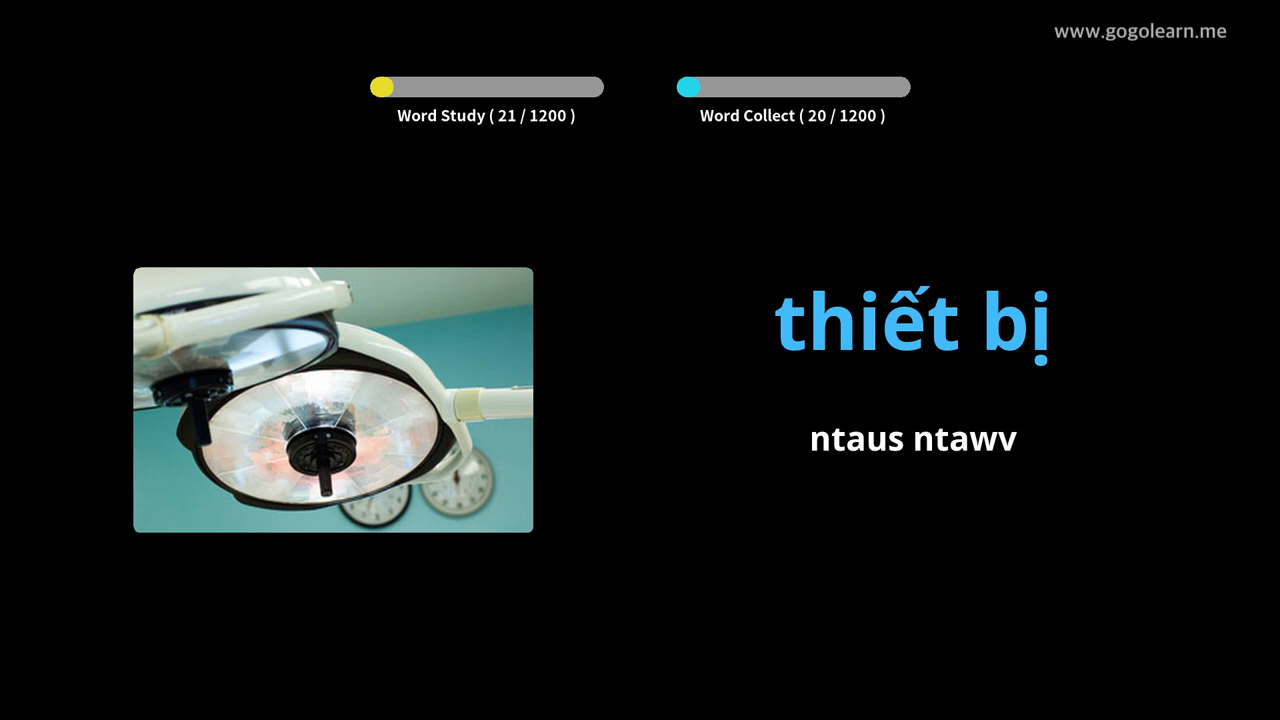 www.gogolearn.me
Word Study ( 21 / 1200 )
Word Collect ( 20 / 1200 )
thiết bị
ntaus ntawv